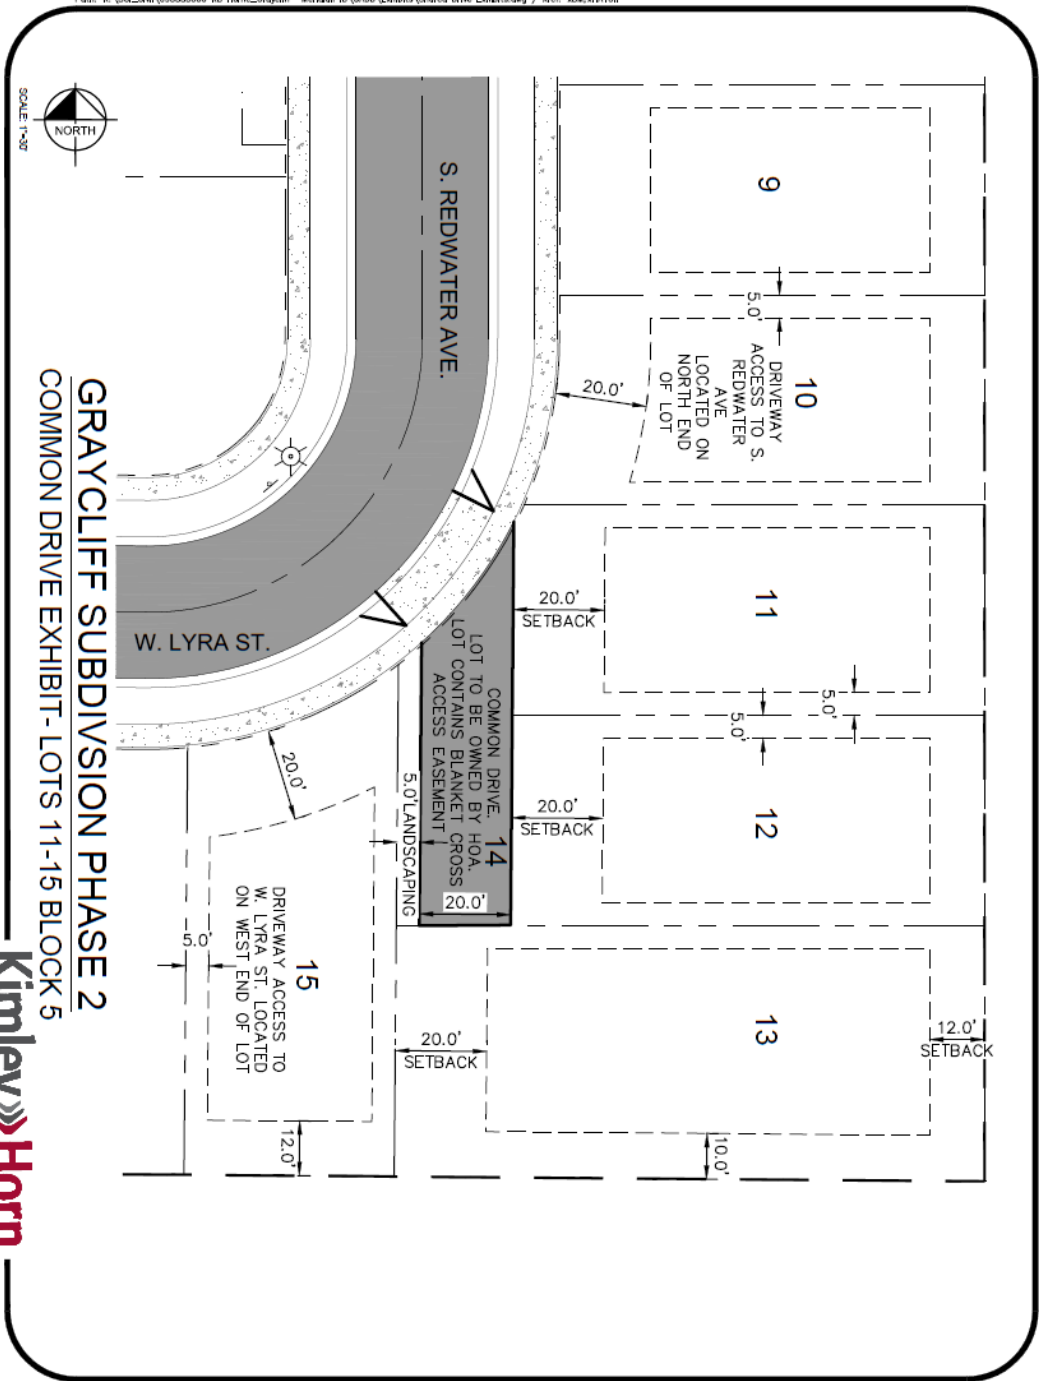 SCALE: 1"=30'
NORTH
S. REDWATER AVE.
W. LYRA ST.
9
5.0'
10
DRIVEWAY
ACCESS TO S.
REDWATER
AVE
LOCATED ON
NORTH END
OF LOT
20.0'
11
20.0'
SETBACK
5.0'
5.0'
12
20.0'
SETBACK
COMMON DRIVE.
LOT TO BE OWNED BY HOA.
LOT CONTAINS BLANKET CROSS
ACCESS EASEMENT
14
20.0'
5.0' LANDSCAPING
13
12.0'
SETBACK
20.0'
SETBACK
10.0'
20.0'
15
DRIVEWAY ACCESS TO
W. LYRA ST. LOCATED
ON WEST END OF LOT
5.0'
12.0'
GRAYCLIFF SUBDIVSION PHASE 2
COMMON DRIVE EXHIBIT- LOTS 11-15 BLOCK 5
Kimley»Horn